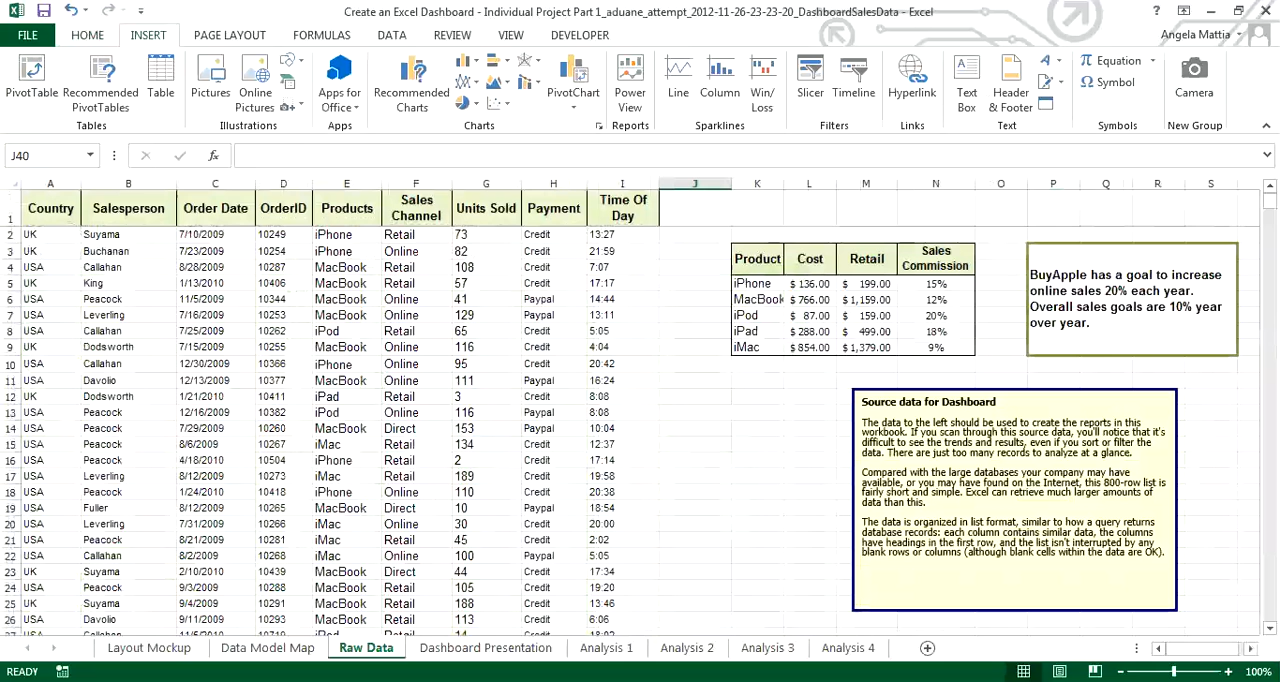 Create an Excel Dashboard - Individual Project Part 1_aduane_attempt_2012-11-26-23-23-20_DashboardSalesData - Excel
FILE HOME INSERT PAGE LAYOUT FORMULAS DATA REVIEW VIEW DEVELOPER Angela Mattia
PivotTable Recommended PivotTables Table
Tables
Pictures Online Pictures
Illustrations
Apps for Office
Apps
Recommended Charts PivotChart
Charts
Power View
Reports
Line Column Win/Loss
Sparklines
Slicer Timeline
Filters
Hyperlink
Links
Text Box Header & Footer
Text
Equation
Symbol
Symbols
Camera
New Group
J40 fx
A B C D E F G H I J K L M N O P Q R S
1 Country Salesperson Order Date OrderID Products Sales Channel Units Sold Payment Time Of Day
2 UK Suyama 7/10/2009 10249 iPhone Retail 73 Credit 13:27
3 UK Buchanan 7/23/2009 10254 iPhone Online 82 Credit 21:59
4 USA Callahan 8/28/2009 10287 MacBook Retail 108 Credit 7:07
5 UK King 1/13/2010 10406 MacBook Retail 57 Credit 17:17
6 USA Peacock 11/5/2009 10344 MacBook Online 41 Paypal 14:44
7 USA Leverling 7/16/2009 10253 MacBook Online 129 Paypal 13:11
8 USA Callahan 7/25/2009 10262 iPod Retail 65 Credit 5:05
9 UK Dodsworth 7/15/2009 10255 MacBook Online 116 Credit 4:04
10 USA Callahan 12/30/2009 10366 iPhone Online 95 Credit 20:42
11 USA Davolio 12/13/2009 10377 MacBook Online 111 Paypal 16:24
12 UK Dodsworth 1/21/2010 10411 iPad Retail 3 Credit 8:08
13 USA Peacock 12/16/2009 10382 iPod Online 116 Paypal 8:08
14 USA Peacock 7/29/2009 10260 MacBook Direct 153 Paypal 10:04
15 USA Peacock 8/6/2009 10267 iMac Retail 134 Credit 12:37
16 USA Peacock 4/18/2010 10504 iPhone Retail 2 Credit 17:14
17 USA Leverling 8/12/2009 10273 iMac Retail 189 Credit 19:58
18 USA Peacock 1/24/2010 10418 iPhone Online 110 Credit 20:38
19 USA Fuller 8/12/2009 10265 MacBook Direct 10 Paypal 18:54
20 USA Leverling 7/31/2009 10266 iMac Online 30 Credit 20:00
21 USA Peacock 8/21/2009 10281 iMac Retail 45 Credit 2:02
22 USA Callahan 8/2/2009 10268 iMac Online 100 Paypal 5:05
23 UK Suyama 2/10/2010 10439 MacBook Direct 44 Credit 17:34
24 USA Peacock 9/3/2009 10288 MacBook Retail 105 Credit 19:20
25 UK Suyama 9/4/2009 10291 MacBook Retail 188 Credit 13:46
26 USA Davolio 9/11/2009 10293 MacBook Retail 113 Credit 6:06
Product Cost Retail Sales Commission
iPhone $ 136.00 $ 199.00 15%
MacBook $ 766.00 $ 1,159.00 12%
iPod $ 87.00 $ 159.00 20%
iPad $ 288.00 $ 499.00 18%
iMac $ 854.00 $ 1,379.00 9%
BuyApple has a goal to increase
online sales 20% each year.
Overall sales goals are 10% year
over year.
Source data for Dashboard
The data to the left should be used to create the reports in this
workbook. If you scan through this source data, you'll notice that it's
difficult to see the trends and results, even if you sort or filter the
data. There are just too many records to analyze at a glance.
Compared with the large databases your company may have
available, or you may have found on the Internet, this 800-row list is
fairly short and simple. Excel can retrieve much larger amounts of
data than this.
The data is organized in list format, similar to how a query returns
database records: each column contains similar data, the columns
have headings in the first row, and the list isn't interrupted by any
blank rows or columns (although blank cells within the data are OK).
Layout Mockup Data Model Map Raw Data Dashboard Presentation Analysis 1 Analysis 2 Analysis 3 Analysis 4
READY 100%